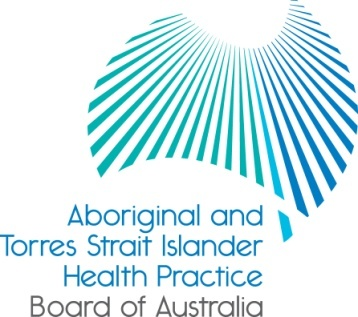 Aboriginal and
Torres Strait Islander
Health Practice
Board of Australia